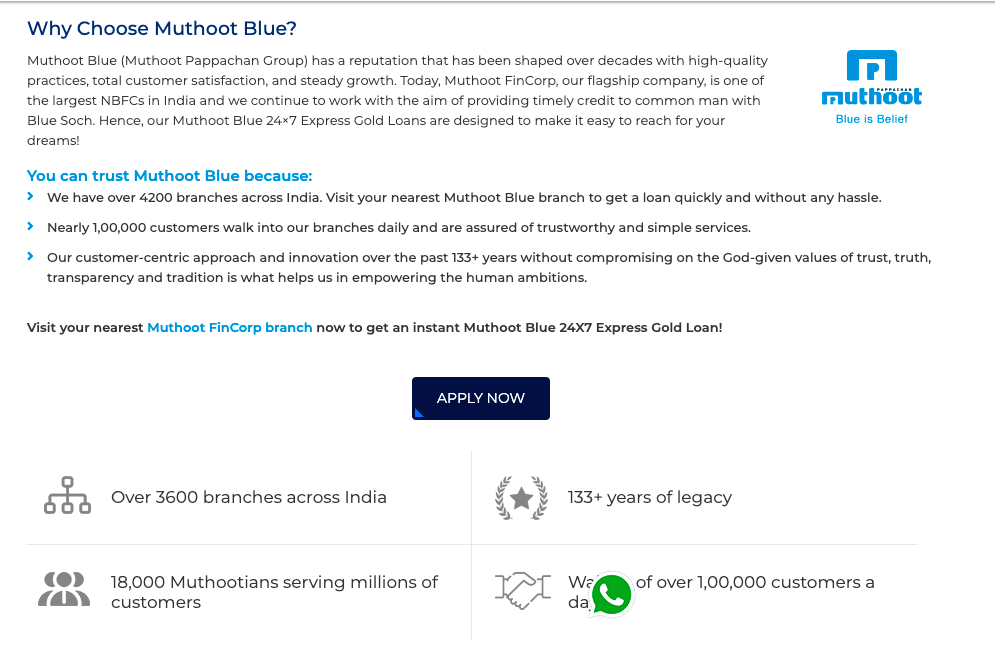 Why Choose Muthoot Blue?
Muthoot Blue (Muthoot Pappachan Group) has a reputation that has been shaped over decades with high-quality
practices, total customer satisfaction, and steady growth. Today, Muthoot FinCorp, our flagship company, is one of
the largest NBFCs in India and we continue to work with the aim of providing timely credit to common man with
Blue Soch. Hence, our Muthoot Blue 24×7 Express Gold Loans are designed to make it easy to reach for your
dreams!
PAPPACHAN
muthoot
Blue is Belief
You can trust Muthoot Blue because:
We have over 4200 branches across India. Visit your nearest Muthoot Blue branch to get a loan quickly and without any hassle.
Nearly 1,00,000 customers walk into our branches daily and are assured of trustworthy and simple services.
Our customer-centric approach and innovation over the past 133+ years without compromising on the God-given values of trust, truth,
transparency and tradition is what helps us in empowering the human ambitions.
Visit your nearest Muthoot FinCorp branch now to get an instant Muthoot Blue 24X7 Express Gold Loan!
APPLY NOW
Over 3600 branches across India
133+ years of legacy
18,000 Muthootians serving millions of
customers
of over 1,00,000 customers a